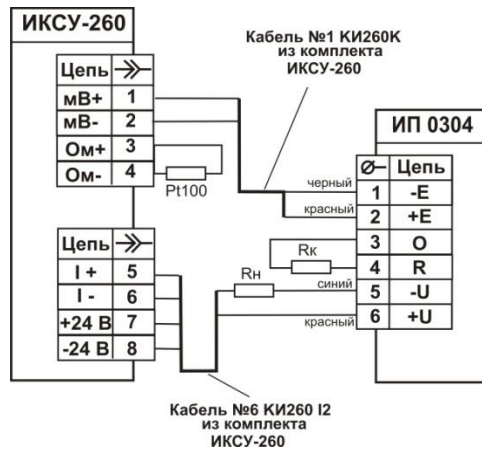 ИКСУ-260
Цепь
мВ+ 1
мВ- 2
Ом+ 3
Ом- 4
Pt100
Цепь
I + 5
I - 6
+24 В 7
-24 В 8
Кабель №1 КИ260К
из комплекта
ИКСУ-260
ИП 0304
Ø Цепь
черный 1 -E
красный 2 +E
3 O
Rк 4 R
Rн синий 5 -U
красный 6 +U
Кабель №6 КИ260 I2
из комплекта
ИКСУ-260